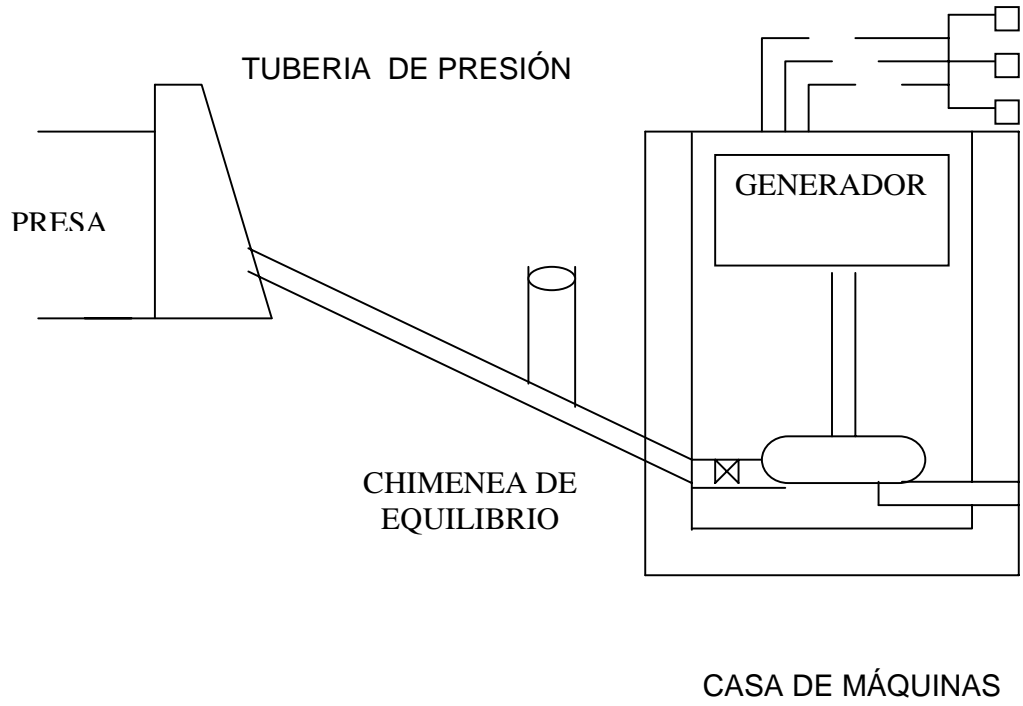 TUBERIA DE PRESIÓN
GENERADOR
PRESA
CHIMENEA DE
EQUILIBRIO
CASA DE MÁQUINAS